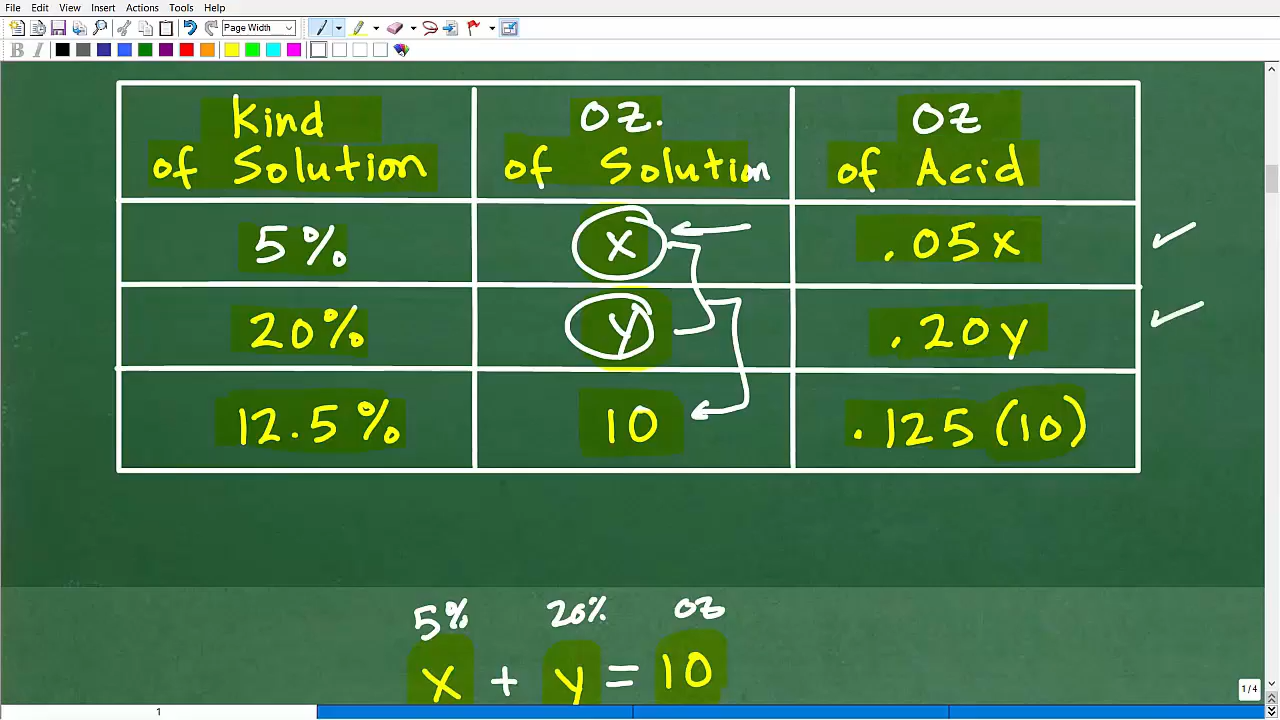 File Edit View Insert Actions Tools Help
Page Width
B I
Kind of Solution
oz. of Solution
oz of Acid
5% x .05x
20% y .20y
12.5% 10 .125(10)
5% 20% oz
x + y = 10
1/4
1